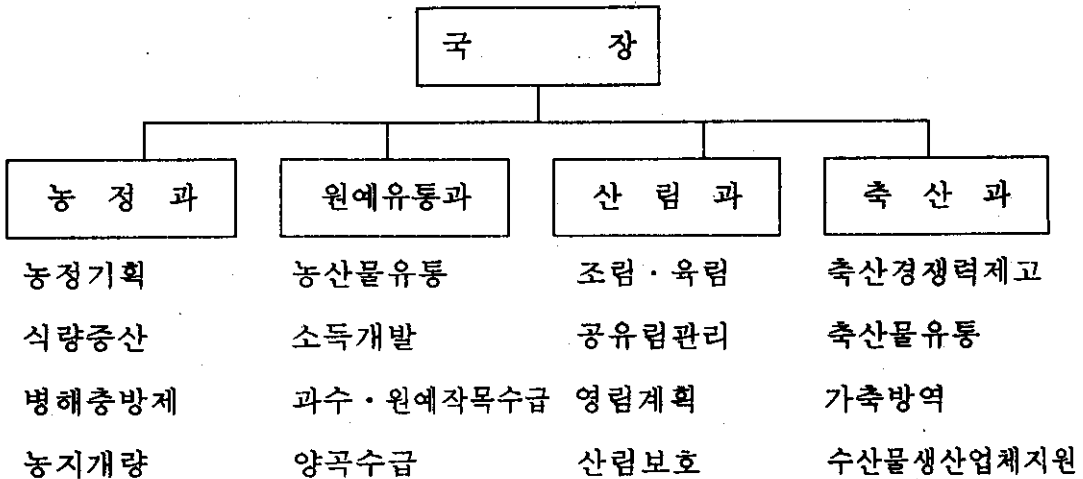 국 장
농 정 과 원예유통과 산 림 과 축 산 과
농정기획 농산물유통 조림·육림 축산경쟁력제고
식량증산 소득개발 공유림관리 축산물유통
병해충방제 과수·원예작목수급 영림계획 가축방역
농지개량 양곡수급 산림보호 수산물생산업체지원